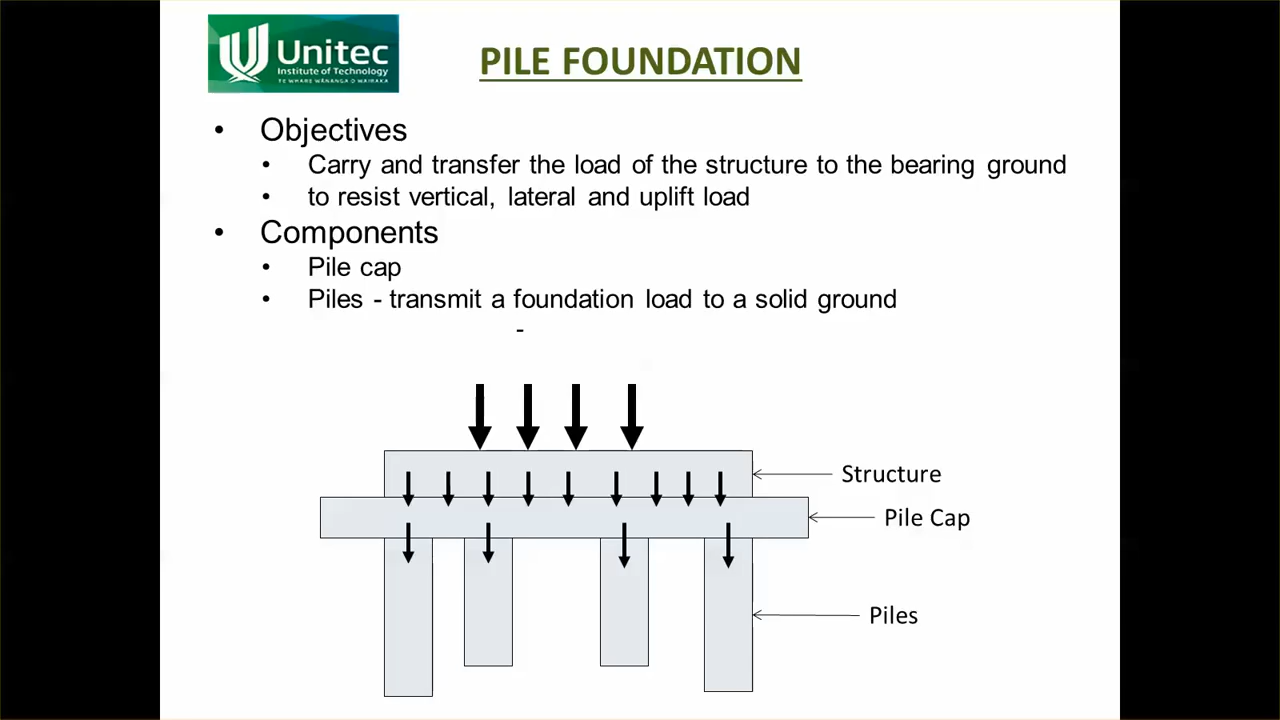 Unitec
Institute of Technology
TE WHARE WĀNANGA O WAIRAKA
PILE FOUNDATION
• Objectives
• Carry and transfer the load of the structure to the bearing ground
• to resist vertical, lateral and uplift load
• Components
• Pile cap
• Piles - transmit a foundation load to a solid ground
-
Structure
Pile Cap
Piles